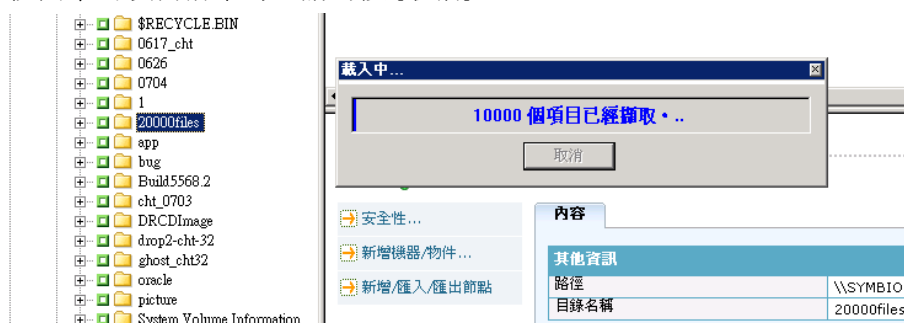 $RECYCLE.BIN
0617_cht
0626
0704
1
20000files
app
bug
Build5568.2
cht_0703
DRCDImage
drop2-cht-32
ghost_cht32
oracle
picture
System Volume Information
載入中...
10000 個項目已經擷取・..
取消
安全性...
新增機器/物件...
新增/匯入/匯出節點
內容
其他資訊
路徑 \\SYMBIO
目錄名稱 20000files